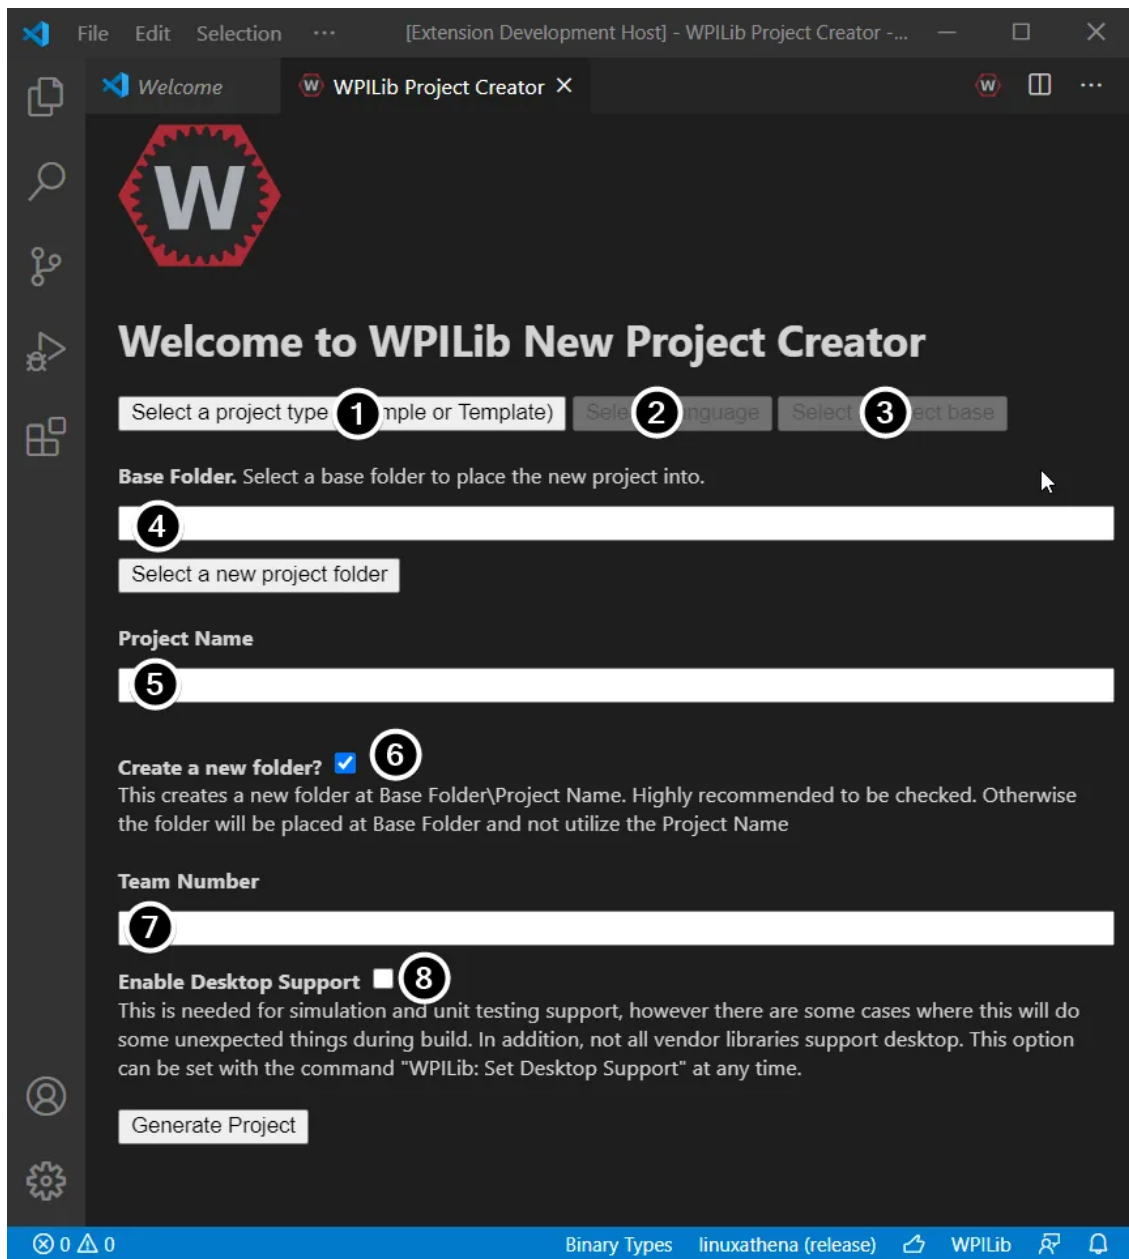 File Edit Selection ··· [Extension Development Host] - WPILib Project Creator -...
Welcome WPILib Project Creator
W
W
W
Welcome to WPILib New Project Creator
Select a project type 1 mple or Template) Sele 2 nguage Select 3 ect base
Base Folder. Select a base folder to place the new project into.
4
Select a new project folder
Project Name
5
Create a new folder? 6
This creates a new folder at Base Folder\Project Name. Highly recommended to be checked. Otherwise
the folder will be placed at Base Folder and not utilize the Project Name
Team Number
7
Enable Desktop Support 8
This is needed for simulation and unit testing support, however there are some cases where this will do
some unexpected things during build. In addition, not all vendor libraries support desktop. This option
can be set with the command "WPILib: Set Desktop Support" at any time.
Generate Project
0 0 Binary Types linuxathena (release) WPILib